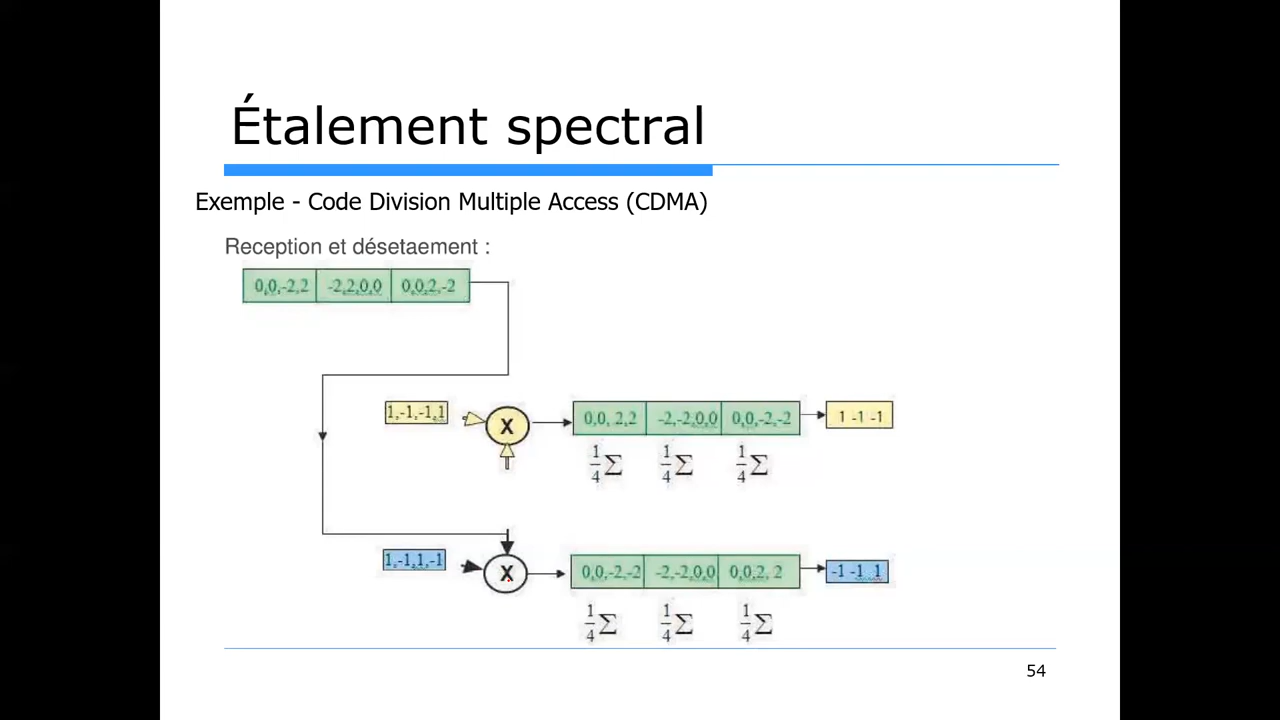 Étalement spectral
Exemple - Code Division Multiple Access (CDMA)
Reception et désetaement :
0,0,-2,2 -2,2,0,0 0,0,2,-2
1,-1,-1,1 X 0,0, 2,2 -2,-2,0,0 0,0,-2,-2 1 -1 -1
1/4 Σ 1/4 Σ 1/4 Σ
1,-1,1,-1 X 0,0,-2,-2 -2,-2,0,0 0,0,2, 2 -1 -1 1
1/4 Σ 1/4 Σ 1/4 Σ
54